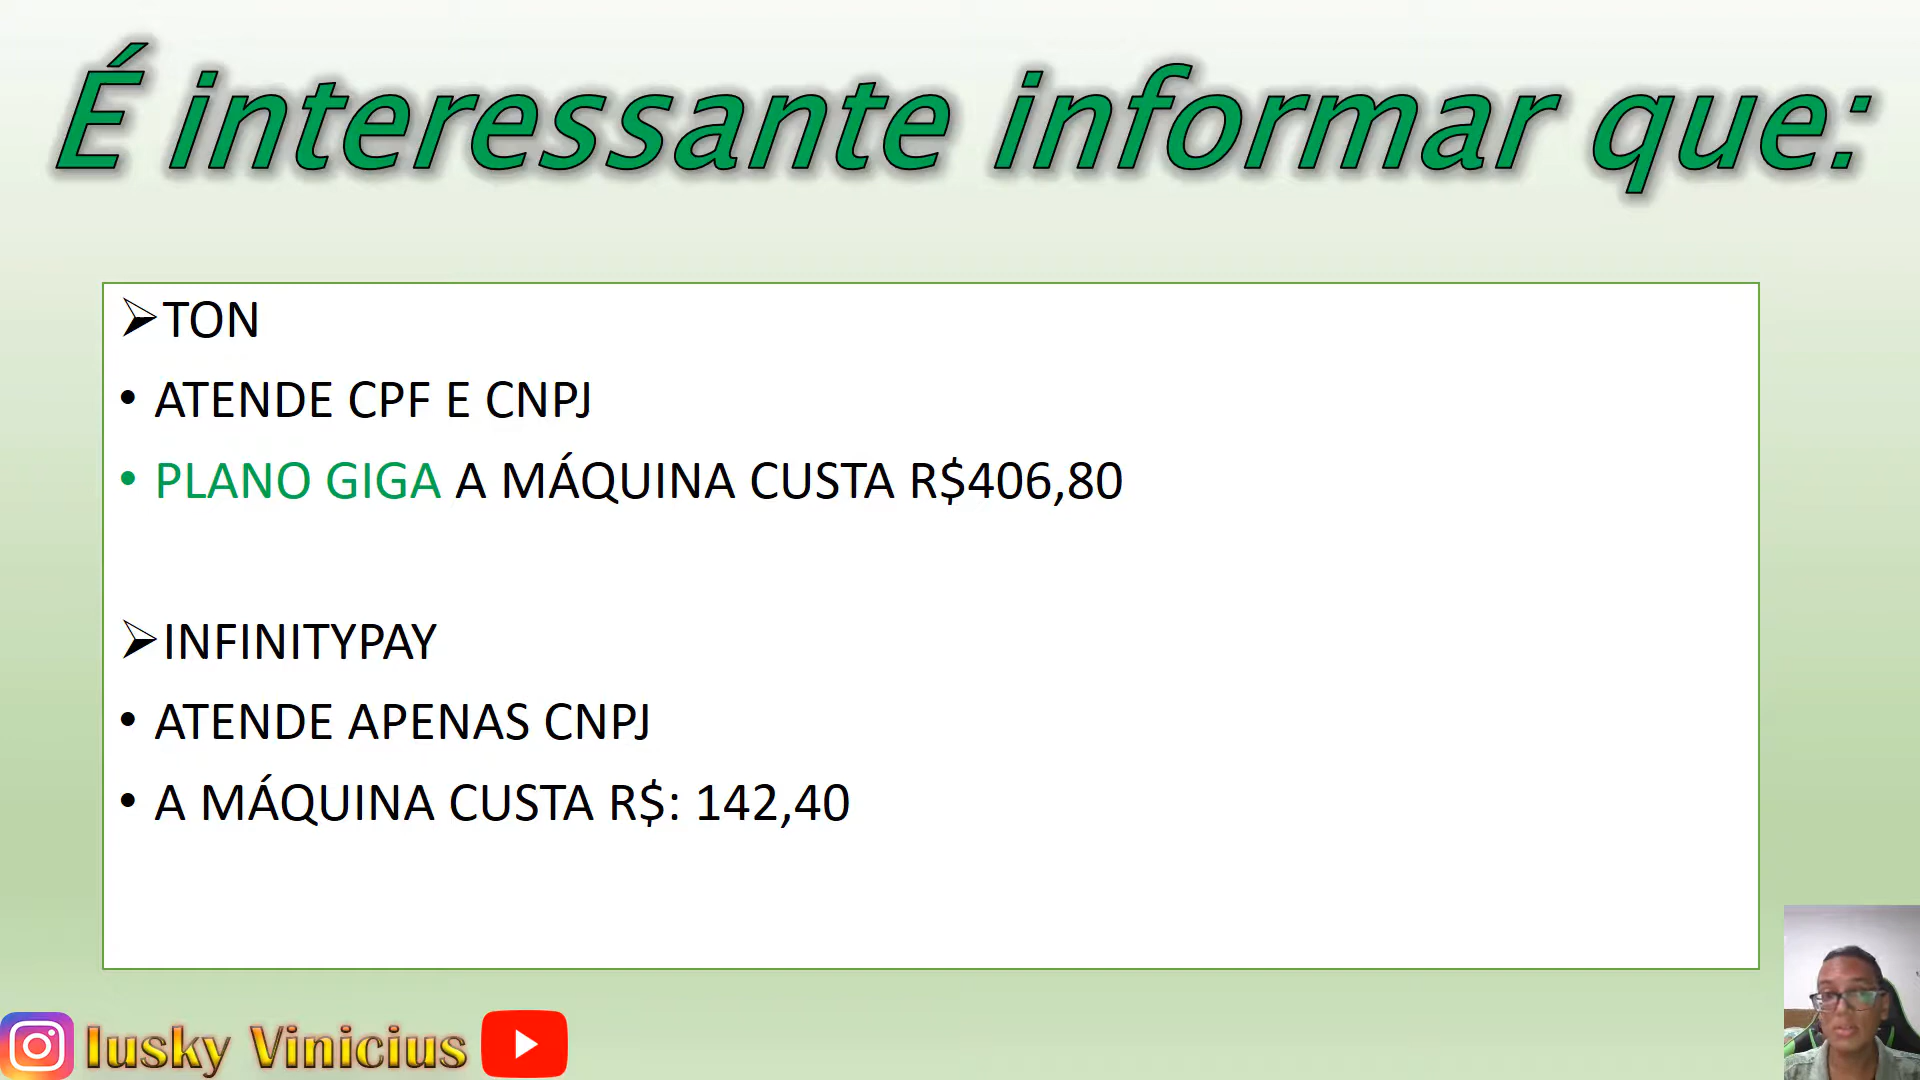 É interessante informar que:
➢TON
• ATENDE CPF E CNPJ
• PLANO GIGA A MÁQUINA CUSTA R$406,80
➢INFINITYPAY
• ATENDE APENAS CNPJ
• A MÁQUINA CUSTA R$: 142,40
Iusky Vinicius